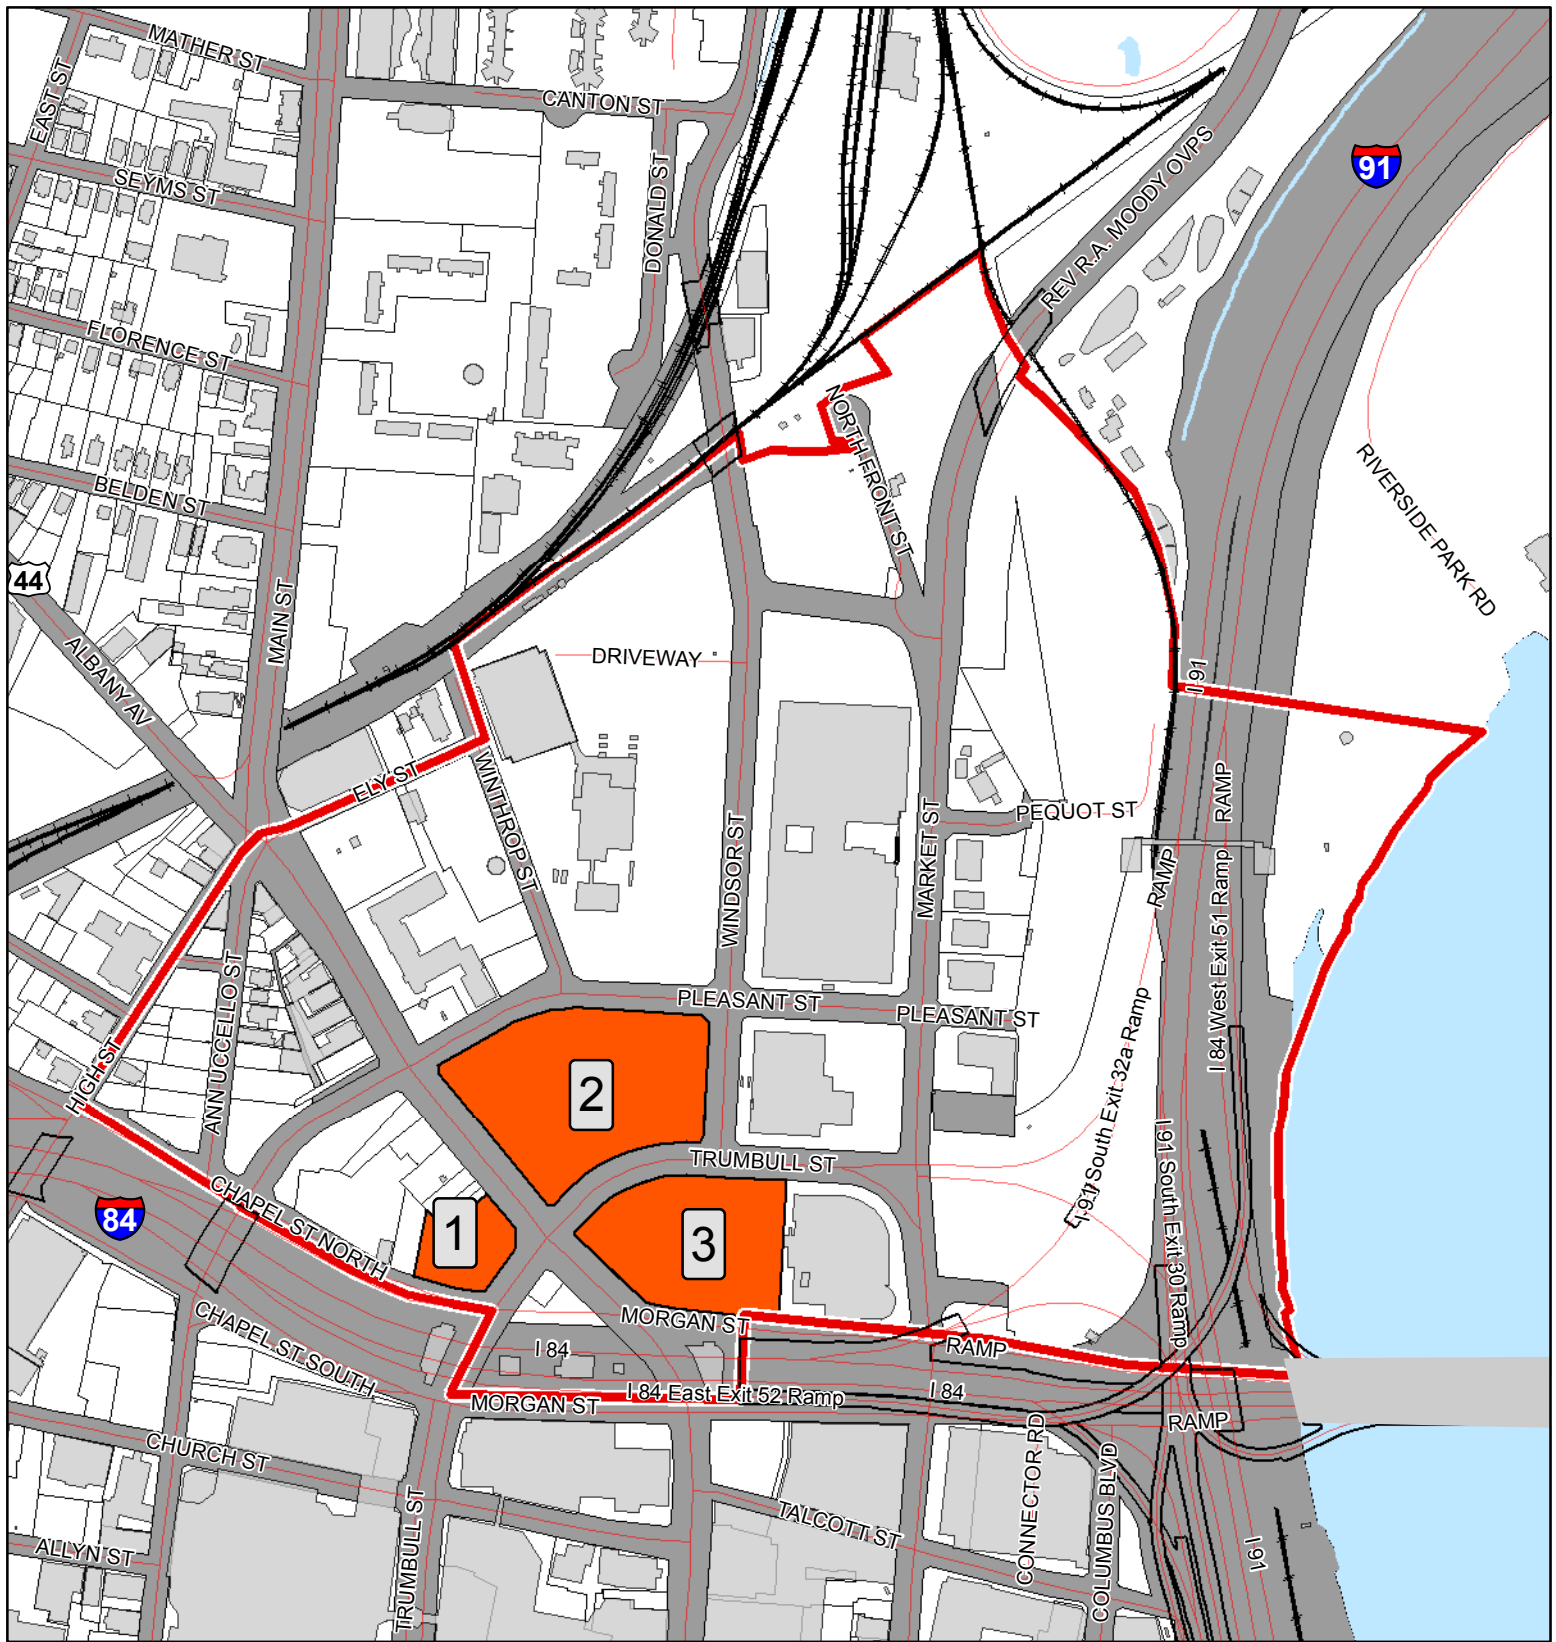 MATHER ST
EAST ST
CANTON ST
SEYMS ST
DONALD ST
REV R.A. MOODY OVPS
91
FLORENCE ST
NORTH FRONT ST
BELDEN ST
RIVERSIDE PARK RD
44
MAIN ST
ALBANY AV
DRIVEWAY
I 91
ELY ST
WINTHROP ST
WINDSOR ST
MARKET ST
PEQUOT ST
RAMP
RAMP
I 84 West Exit 51 Ramp
ANN UCCELLO ST
PLEASANT ST
PLEASANT ST
I 91 South Exit 32a Ramp
HIGH ST
2
TRUMBULL ST
I 91 South Exit 30 Ramp
84
CHAPEL ST NORTH
1
3
CHAPEL ST SOUTH
MORGAN ST
I 84
RAMP
MORGAN ST
I 84 East Exit 52 Ramp
I 84
RAMP
CHURCH ST
TRUMBULL ST
TALCOTT ST
CONNECTOR RD
COLUMBUS BLVD
I 91
ALLYN ST